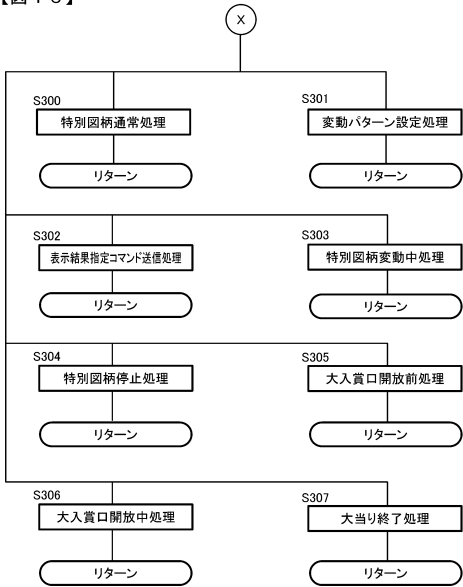 X
S300
特別図柄通常処理
リターン
S301
変動パターン設定処理
リターン
S302
表示結果指定コマンド送信処理
リターン
S303
特別図柄変動中処理
リターン
S304
特別図柄停止処理
リターン
S305
大入賞口開放前処理
リターン
S306
大入賞口開放中処理
リターン
S307
大当り終了処理
リターン